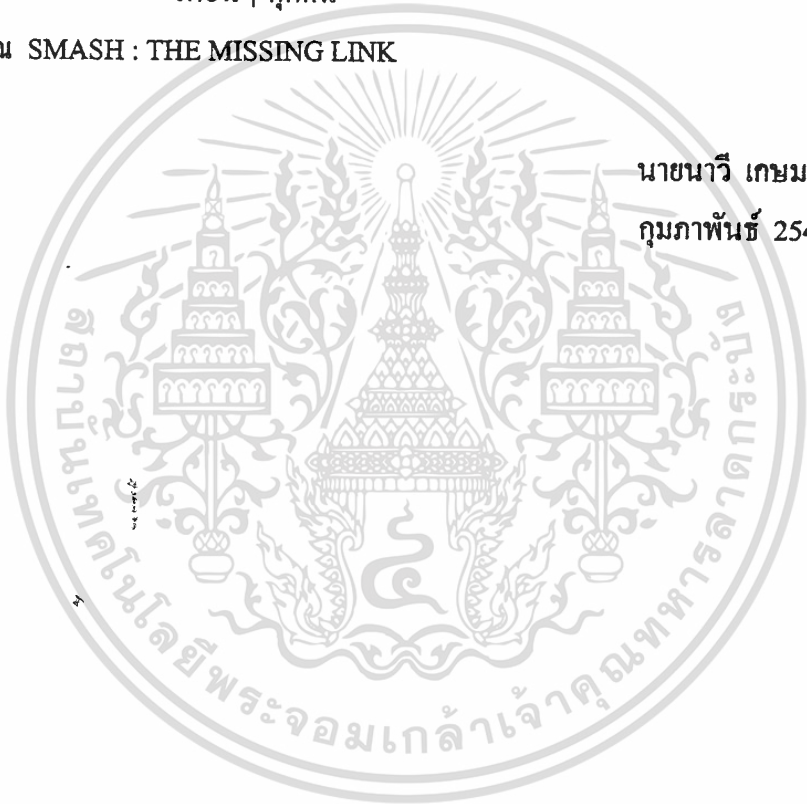 ณ SMASH : THE MISSING LINK
นายนาวี เกษม
กุมภาพันธ์ 254
สถาบันเทคโนโลยีพระจอมเกล้าเจ้าคุณทหารลาดกระบัง